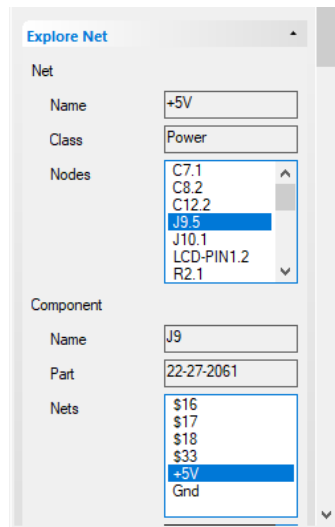 Explore Net
Net
Name +5V
Class Power
Nodes C7.1
C8.2
C12.2
J9.5
J10.1
LCD-PIN1.2
R2.1
Component
Name J9
Part 22-27-2061
Nets $16
$17
$18
$33
+5V
Gnd